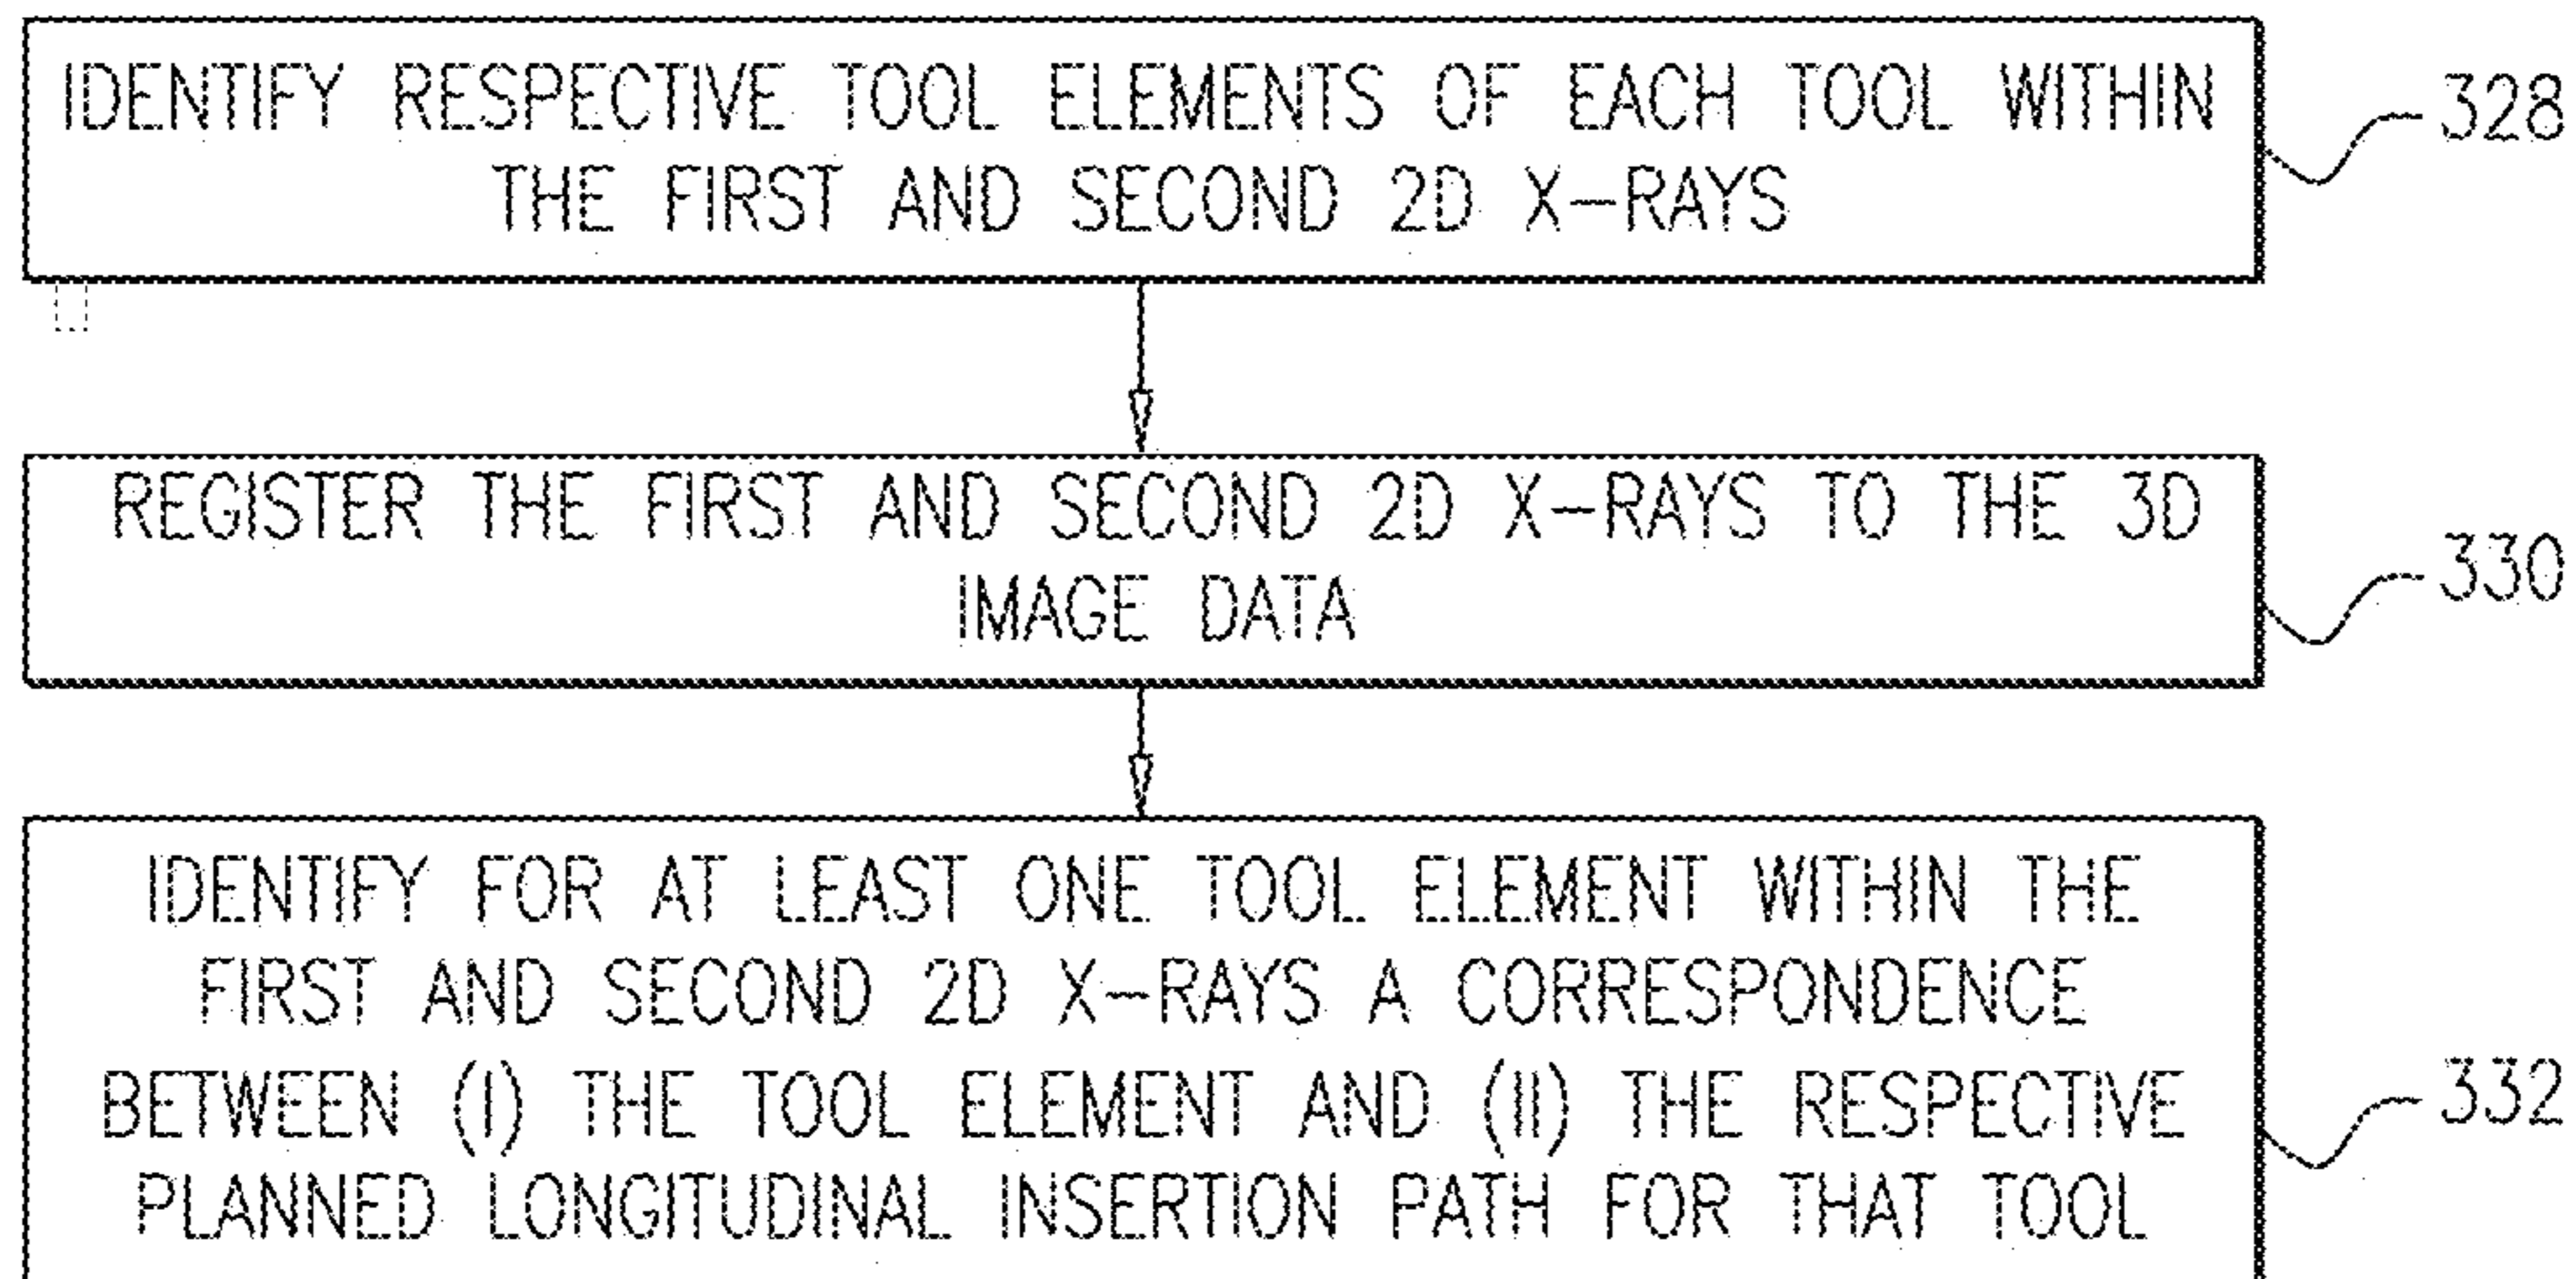 IDENTIFY RESPECTIVE TOOL ELEMENTS OF EACH TOOL WITHIN
THE FIRST AND SECOND 2D X-RAYS
328
REGISTER THE FIRST AND SECOND 2D X-RAYS TO THE 3D
IMAGE DATA
330
IDENTIFY FOR AT LEAST ONE TOOL ELEMENT WITHIN THE
FIRST AND SECOND 2D X-RAYS A CORRESPONDENCE
BETWEEN (I) THE TOOL ELEMENT AND (II) THE RESPECTIVE
PLANNED LONGITUDINAL INSERTION PATH FOR THAT TOOL
332